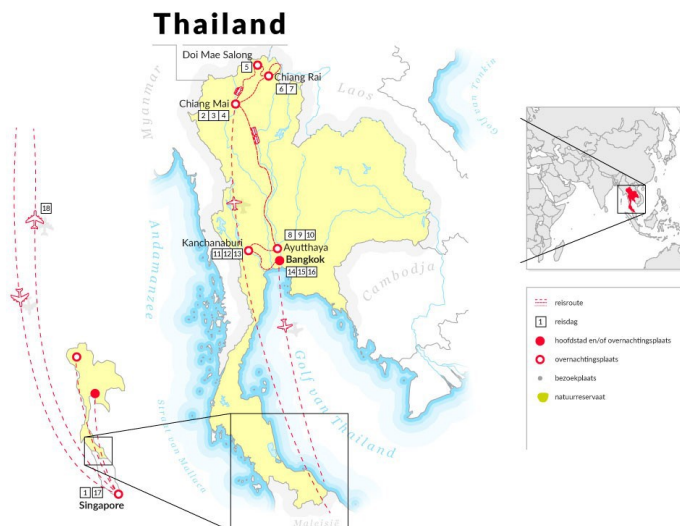 Thailand
Doi Mae Salong
5
Chiang Rai
6 7
Chiang Mai
2 3 4
Myanmar
Laos
Golf van Tonkin
18
Andamanzee
Kanchanaburi
11 12 13
8 9 10
Ayutthaya
Bangkok
14 15 16
Cambodja
Golf van Thailand
Straat van Malacca
1 17
Singapore
Maleisië
reisroute
1 reisdag
hoofdstad en/of overnachtingsplaats
overnachtingsplaats
bezoekplaats
natuurreservaat